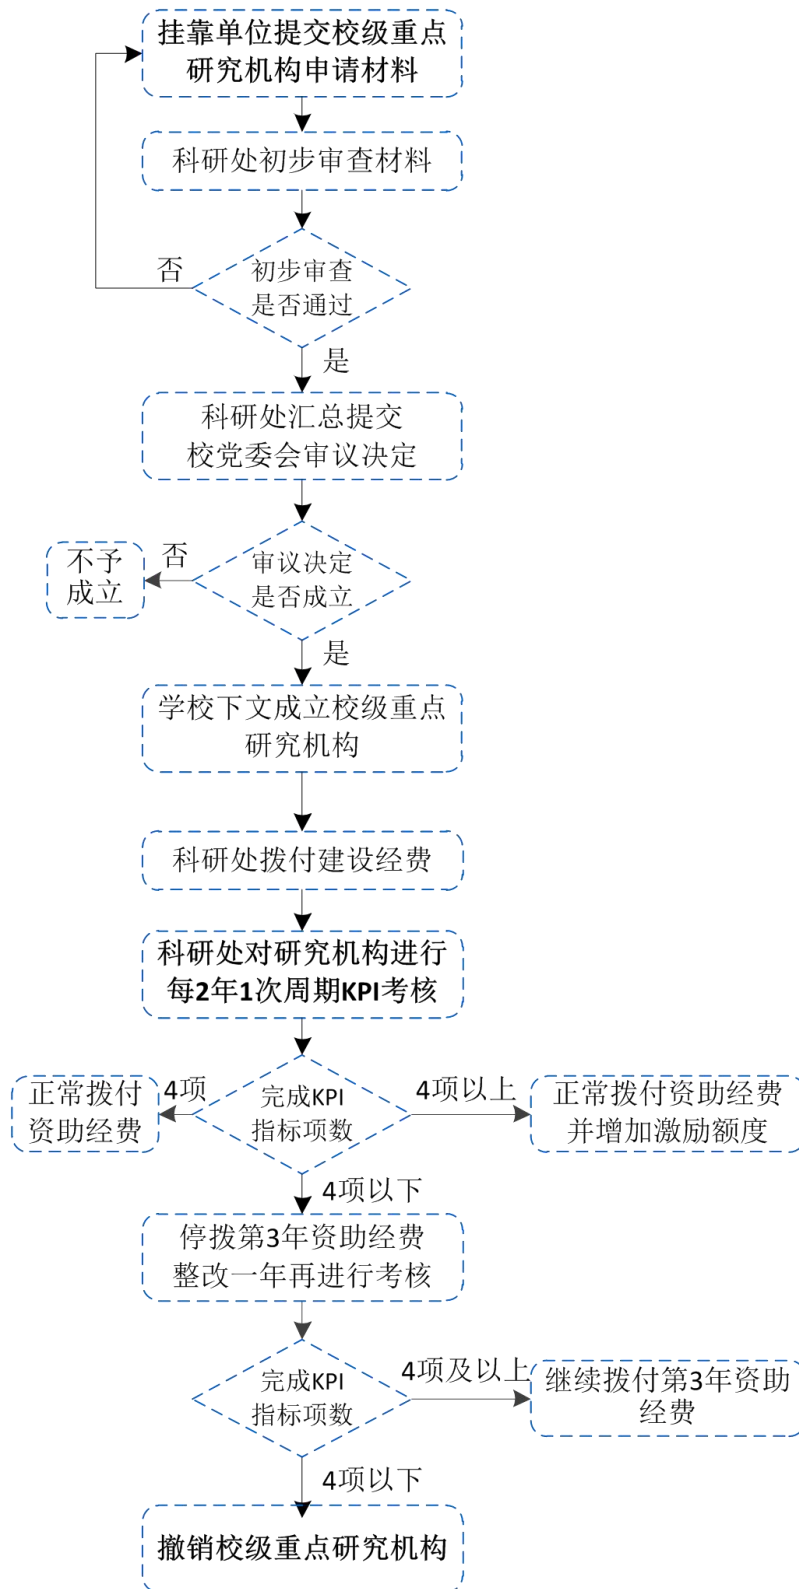 挂靠单位提交校级重点
研究机构申请材料
科研处初步审查材料
否
初步审查
是否通过
是
科研处汇总提交
校党委会审议决定
不予
成立
否
审议决定
是否成立
是
学校下文成立校级重点
研究机构
科研处拨付建设经费
科研处对研究机构进行
每2年1次周期KPI考核
正常拨付
资助经费
4项
完成KPI
指标项数
4项以上
正常拨付资助经费
并增加激励额度
4项以下
停拨第3年资助经费
整改一年再进行考核
完成KPI
指标项数
4项及以上
继续拨付第3年资助
经费
4项以下
撤销校级重点研究机构